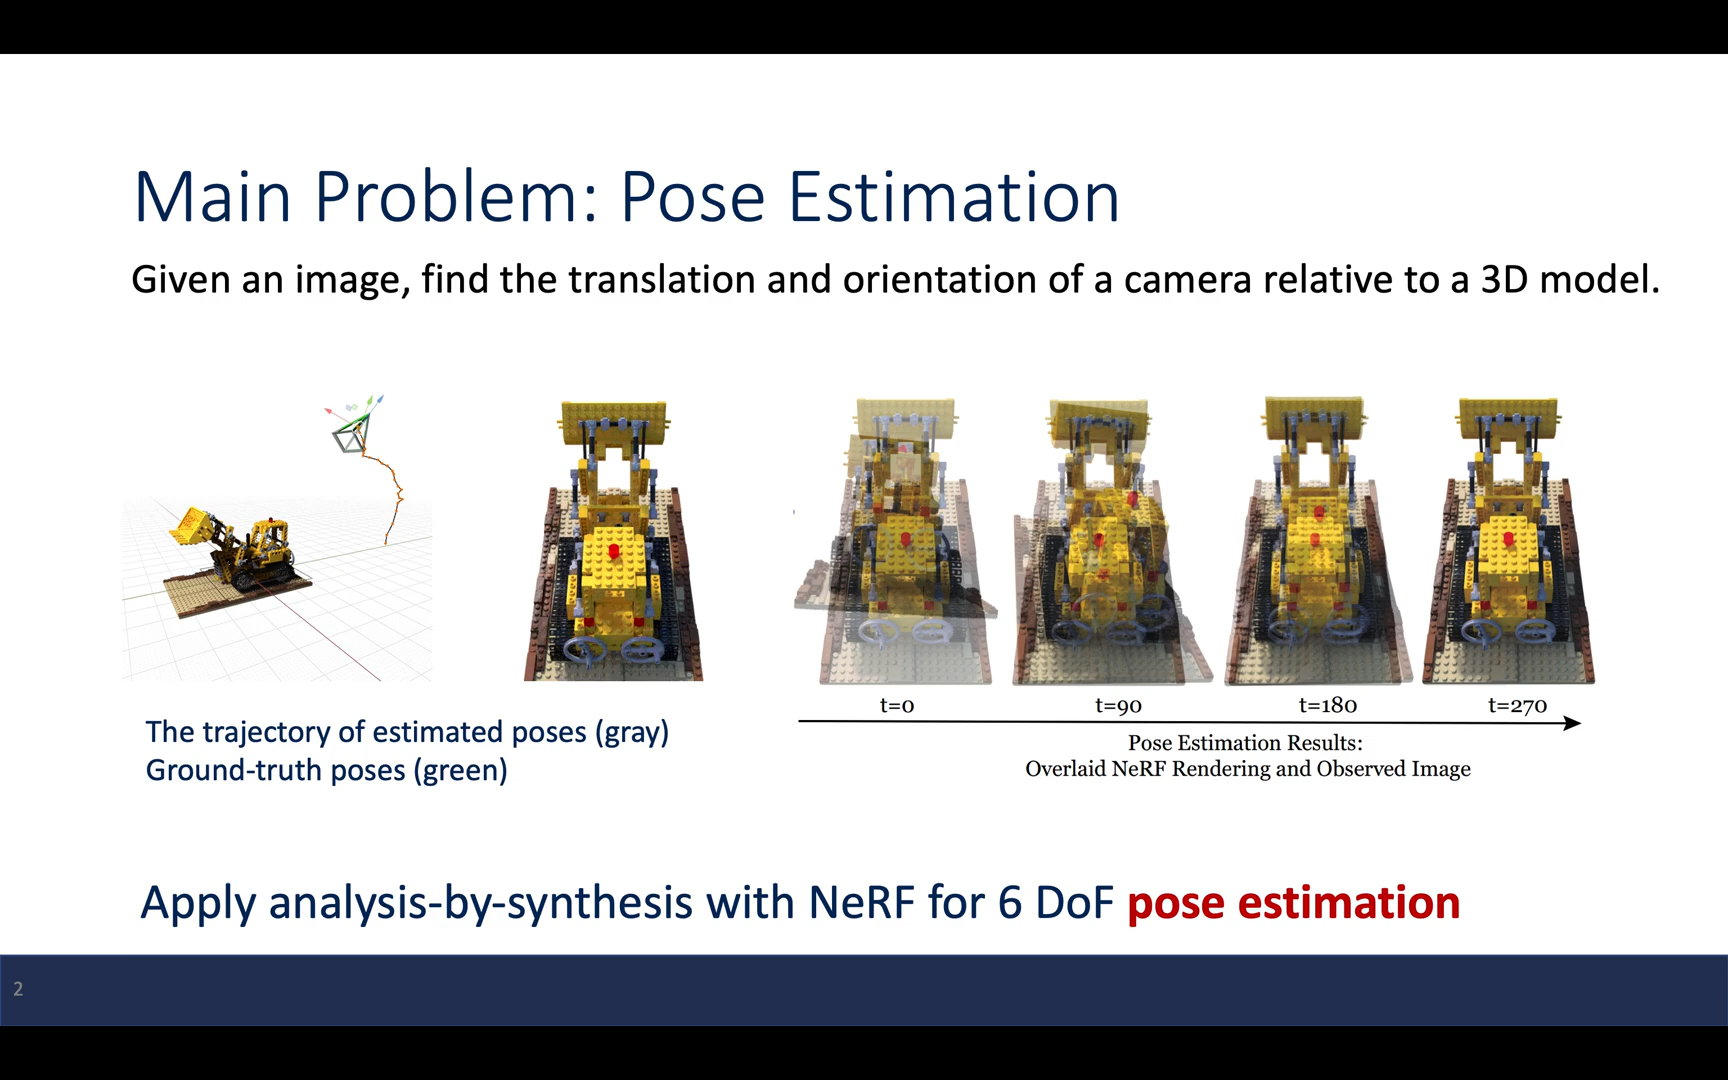 Main Problem: Pose Estimation
Given an image, find the translation and orientation of a camera relative to a 3D model.
The trajectory of estimated poses (gray)
Ground-truth poses (green)
t=0 t=90 t=180 t=270
Pose Estimation Results:
Overlaid NeRF Rendering and Observed Image
Apply analysis-by-synthesis with NeRF for 6 DoF pose estimation
2